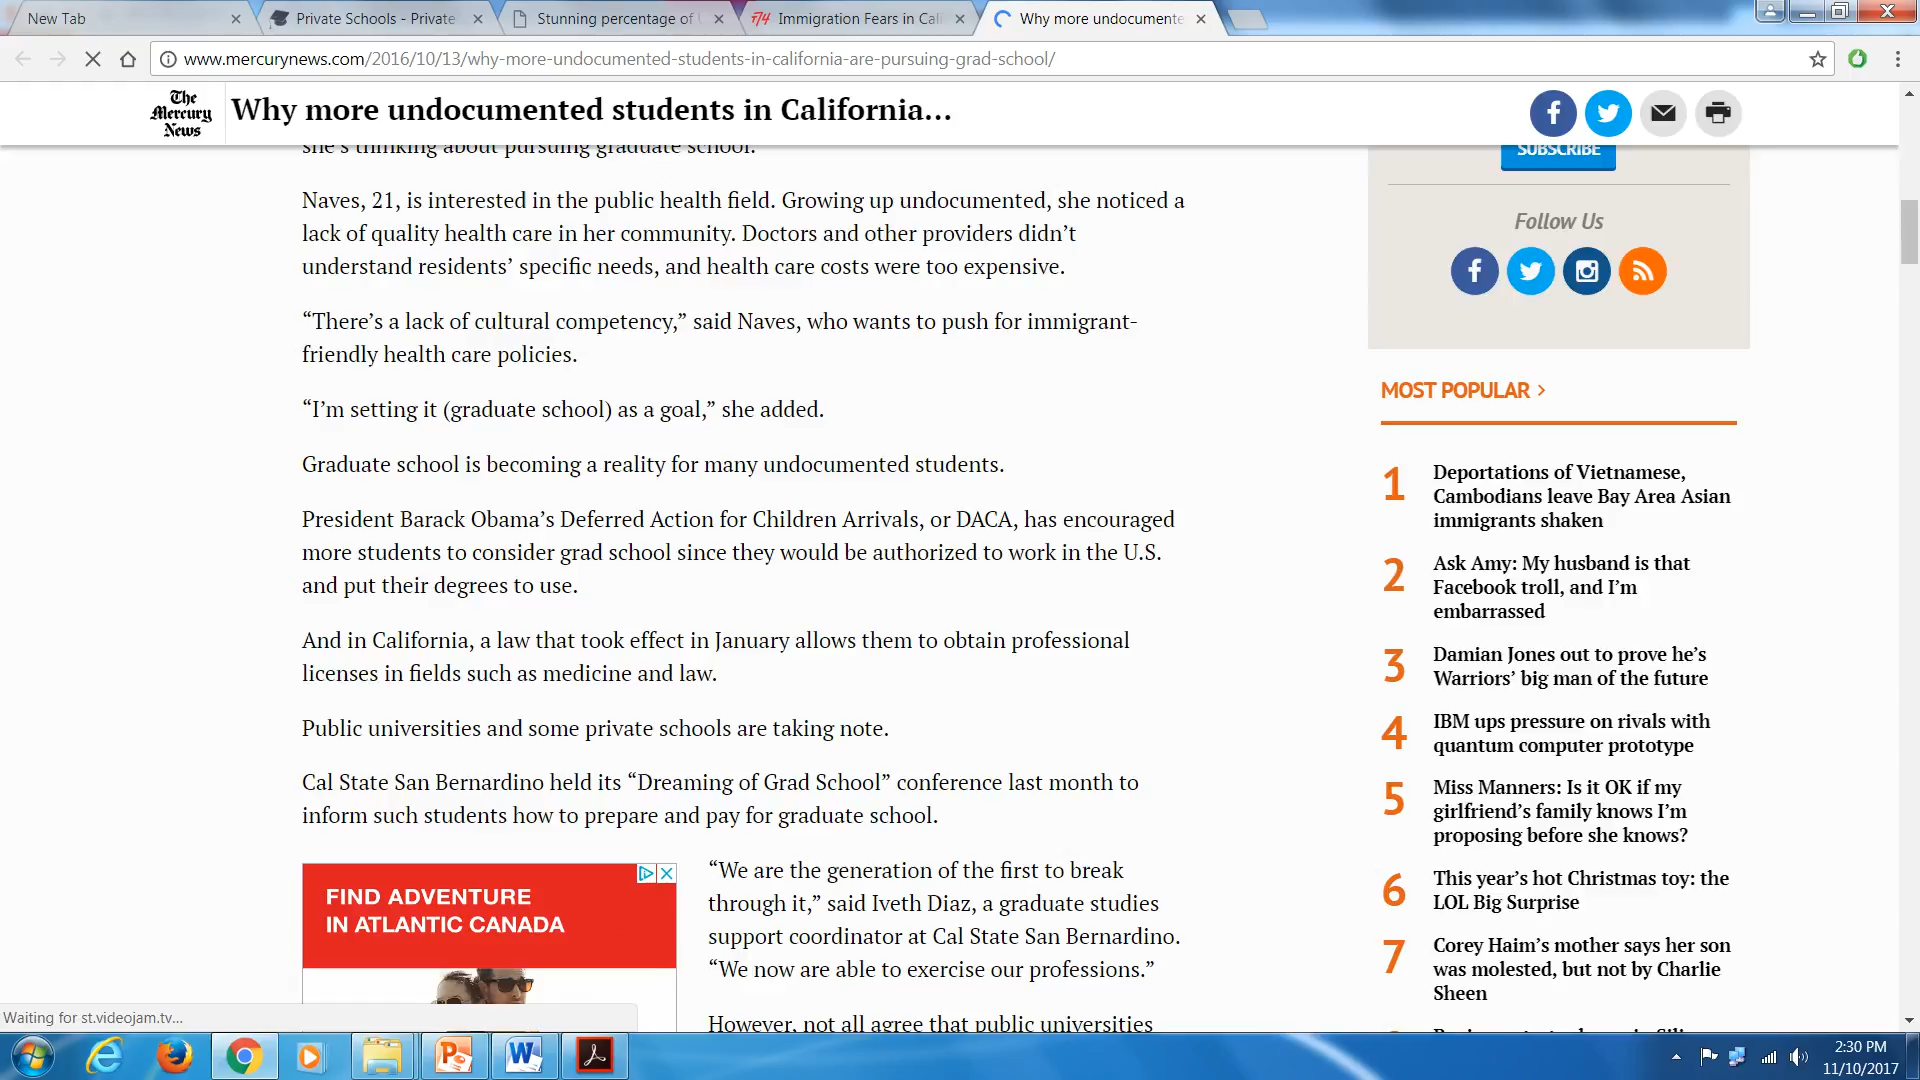 New Tab
Private Schools - Private
Stunning percentage of
Immigration Fears in Cal
Why more undocumente
www.mercurynews.com/2016/10/13/why-more-undocumented-students-in-california-are-pursuing-grad-school/
The
Mercury
News
Why more undocumented students in California...
she's thinking about pursuing graduate school.
Naves, 21, is interested in the public health field. Growing up undocumented, she noticed a
lack of quality health care in her community. Doctors and other providers didn't
understand residents' specific needs, and health care costs were too expensive.
“There's a lack of cultural competency,” said Naves, who wants to push for immigrant-
friendly health care policies.
“I'm setting it (graduate school) as a goal,” she added.
Graduate school is becoming a reality for many undocumented students.
President Barack Obama's Deferred Action for Children Arrivals, or DACA, has encouraged
more students to consider grad school since they would be authorized to work in the U.S.
and put their degrees to use.
And in California, a law that took effect in January allows them to obtain professional
licenses in fields such as medicine and law.
Public universities and some private schools are taking note.
Cal State San Bernardino held its “Dreaming of Grad School” conference last month to
inform such students how to prepare and pay for graduate school.
FIND ADVENTURE
IN ATLANTIC CANADA
“We are the generation of the first to break
through it,” said Iveth Diaz, a graduate studies
support coordinator at Cal State San Bernardino.
“We now are able to exercise our professions.”
However, not all agree that public universities
SUBSCRIBE
Follow Us
MOST POPULAR >
1 Deportations of Vietnamese,
Cambodians leave Bay Area Asian
immigrants shaken
2 Ask Amy: My husband is that
Facebook troll, and I'm
embarrassed
3 Damian Jones out to prove he's
Warriors' big man of the future
4 IBM ups pressure on rivals with
quantum computer prototype
5 Miss Manners: Is it OK if my
girlfriend's family knows I'm
proposing before she knows?
6 This year's hot Christmas toy: the
LOL Big Surprise
7 Corey Haim's mother says her son
was molested, but not by Charlie
Sheen
Waiting for st.videojam.tv...
2:30 PM
11/10/2017